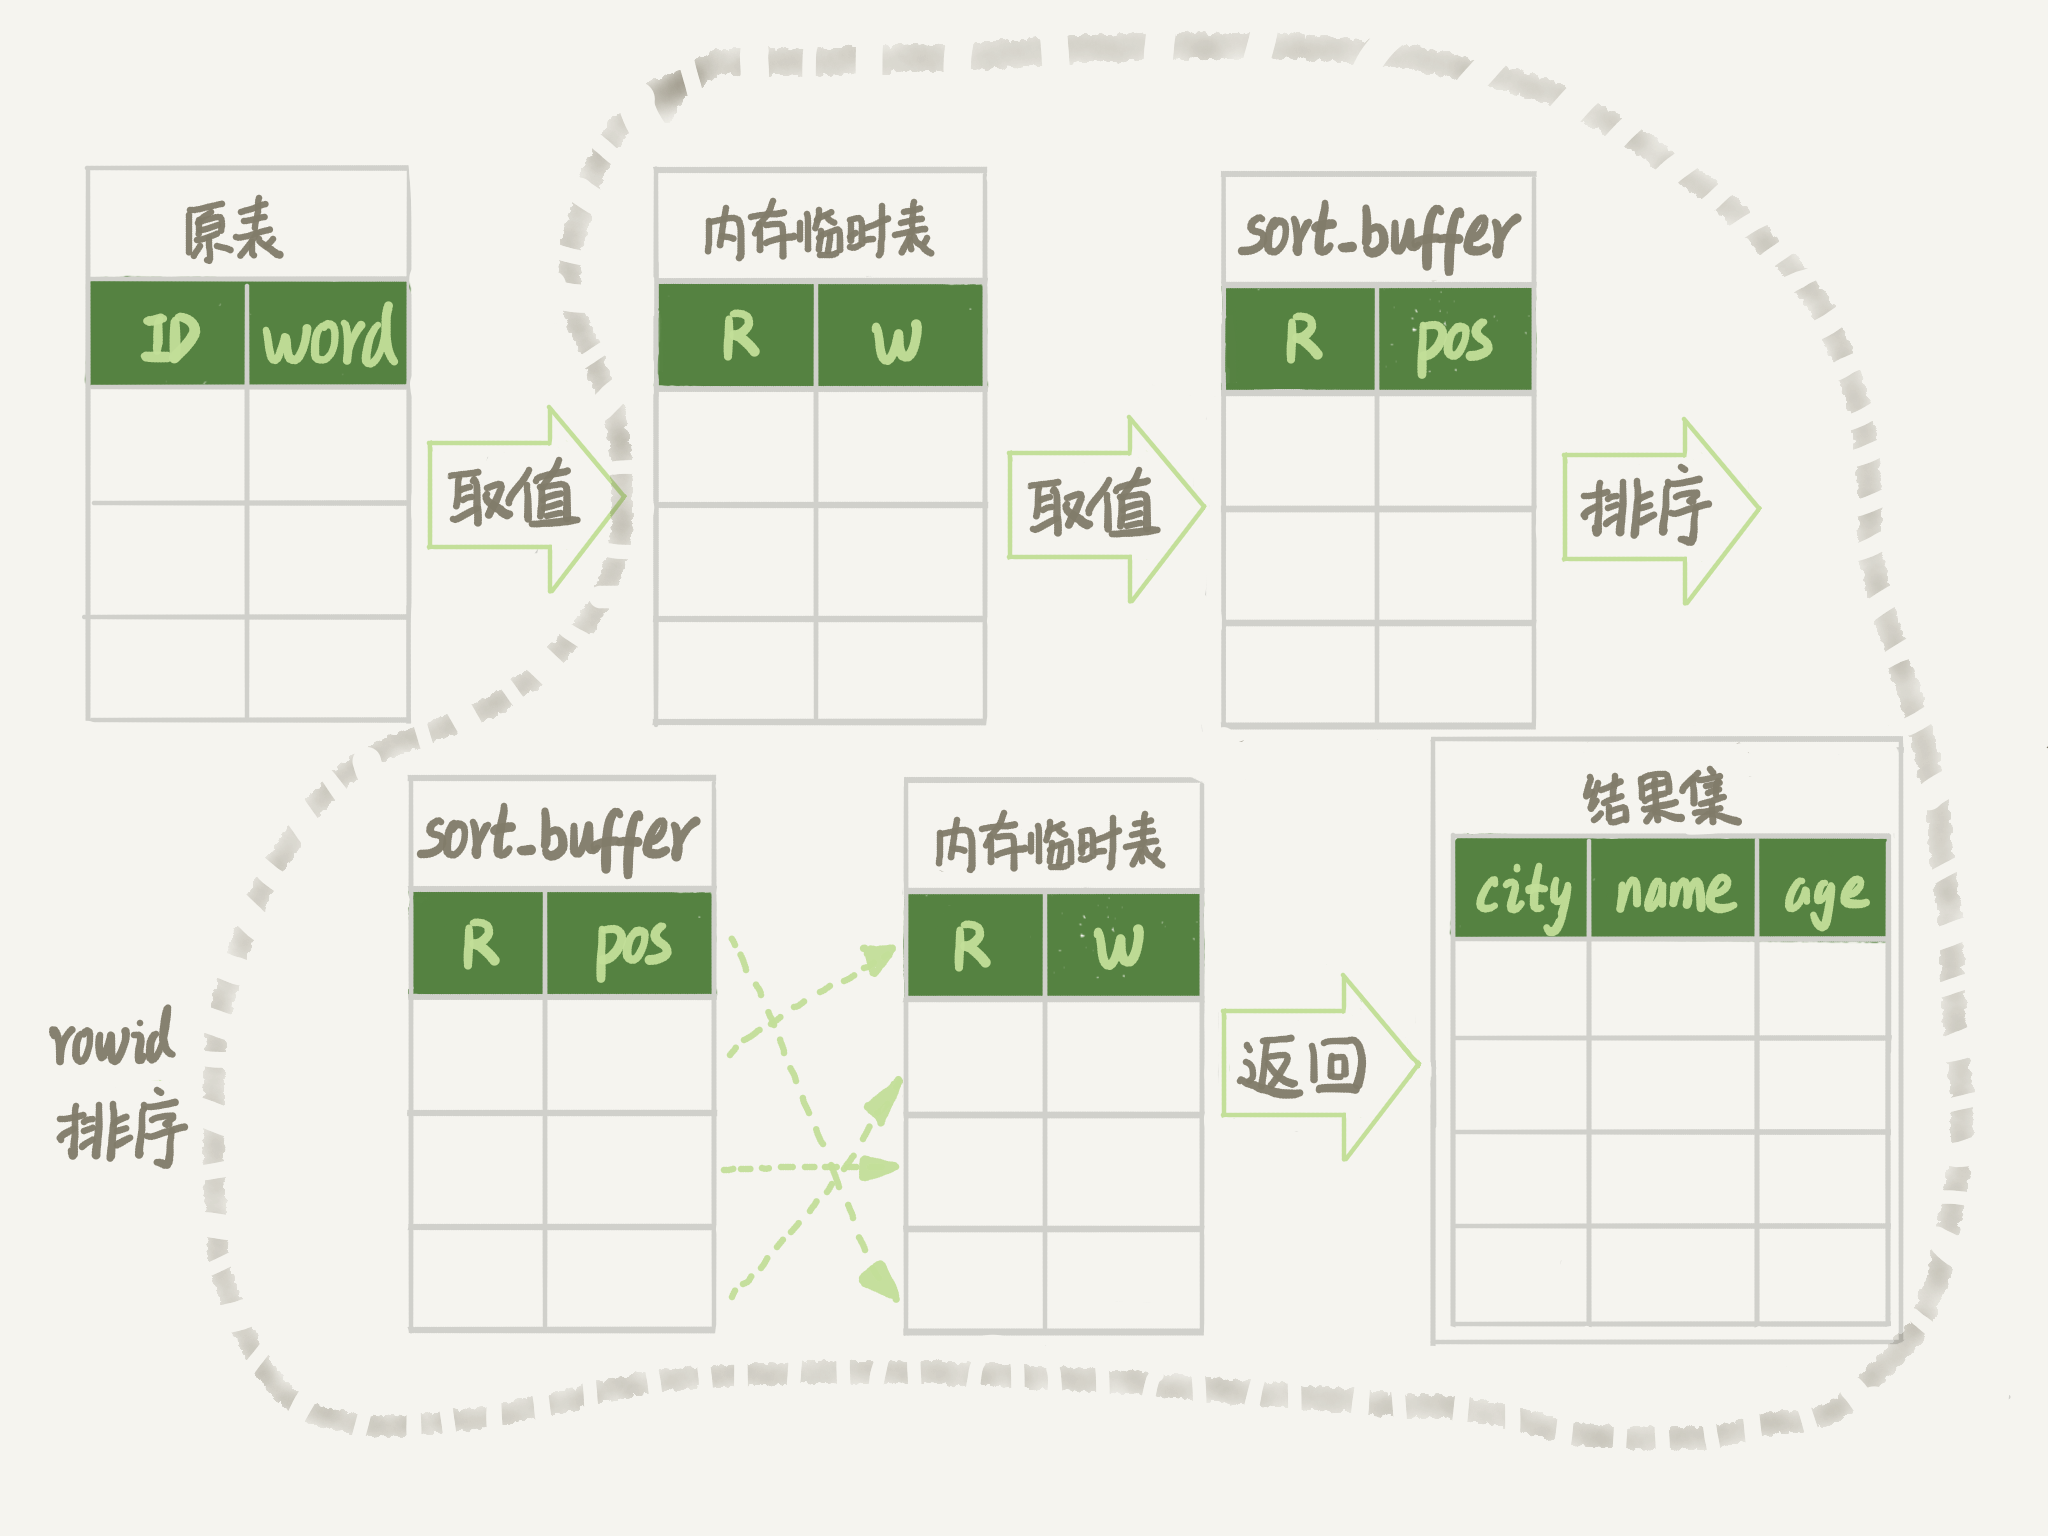 原表
ID word
取值
内存临时表
R W
取值
sort_buffer
R pos
排序
rowid
排序
sort_buffer
R pos
内存临时表
R W
返回
结果集
city name age